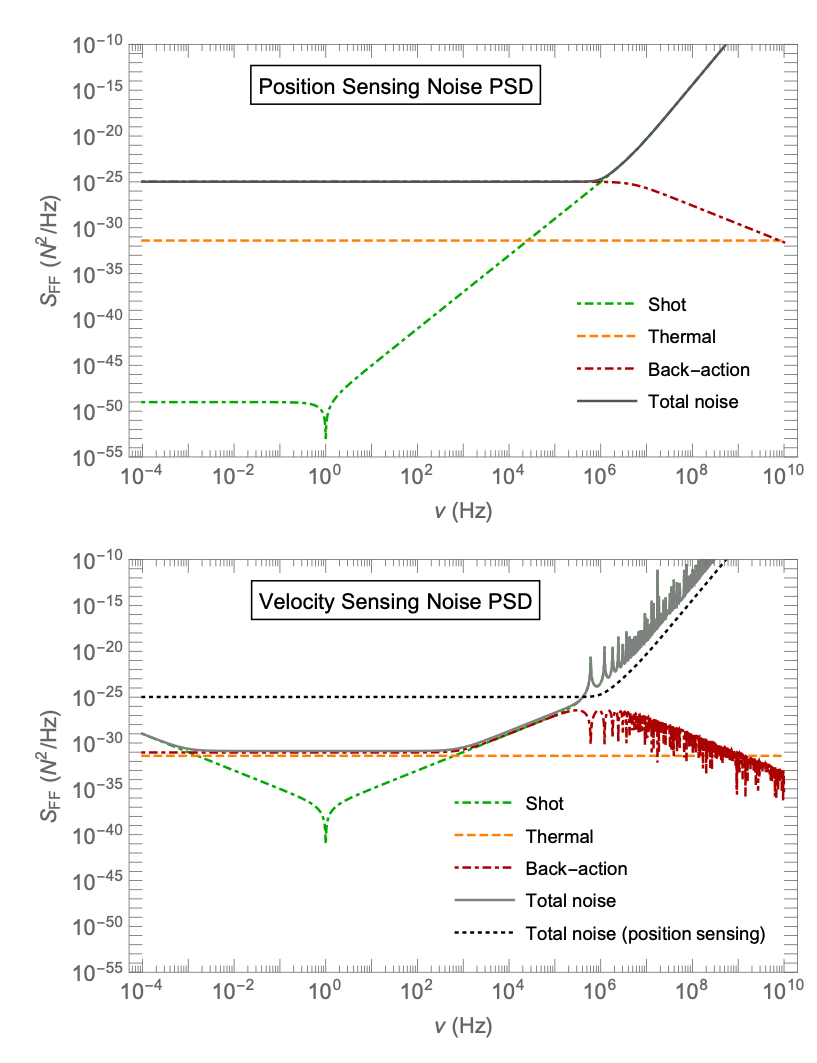 Position Sensing Noise PSD
10^−10
10^−15
10^−20
10^−25
10^−30
10^−35
10^−40
10^−45
10^−50
10^−55
S_FF (N^2/Hz)
Shot
Thermal
Back−action
Total noise
10^−4 10^−2 10^0 10^2 10^4 10^6 10^8 10^10
ν (Hz)
Velocity Sensing Noise PSD
10^−10
10^−15
10^−20
10^−25
10^−30
10^−35
10^−40
10^−45
10^−50
10^−55
S_FF (N^2/Hz)
Shot
Thermal
Back−action
Total noise
Total noise (position sensing)
10^−4 10^−2 10^0 10^2 10^4 10^6 10^8 10^10
ν (Hz)